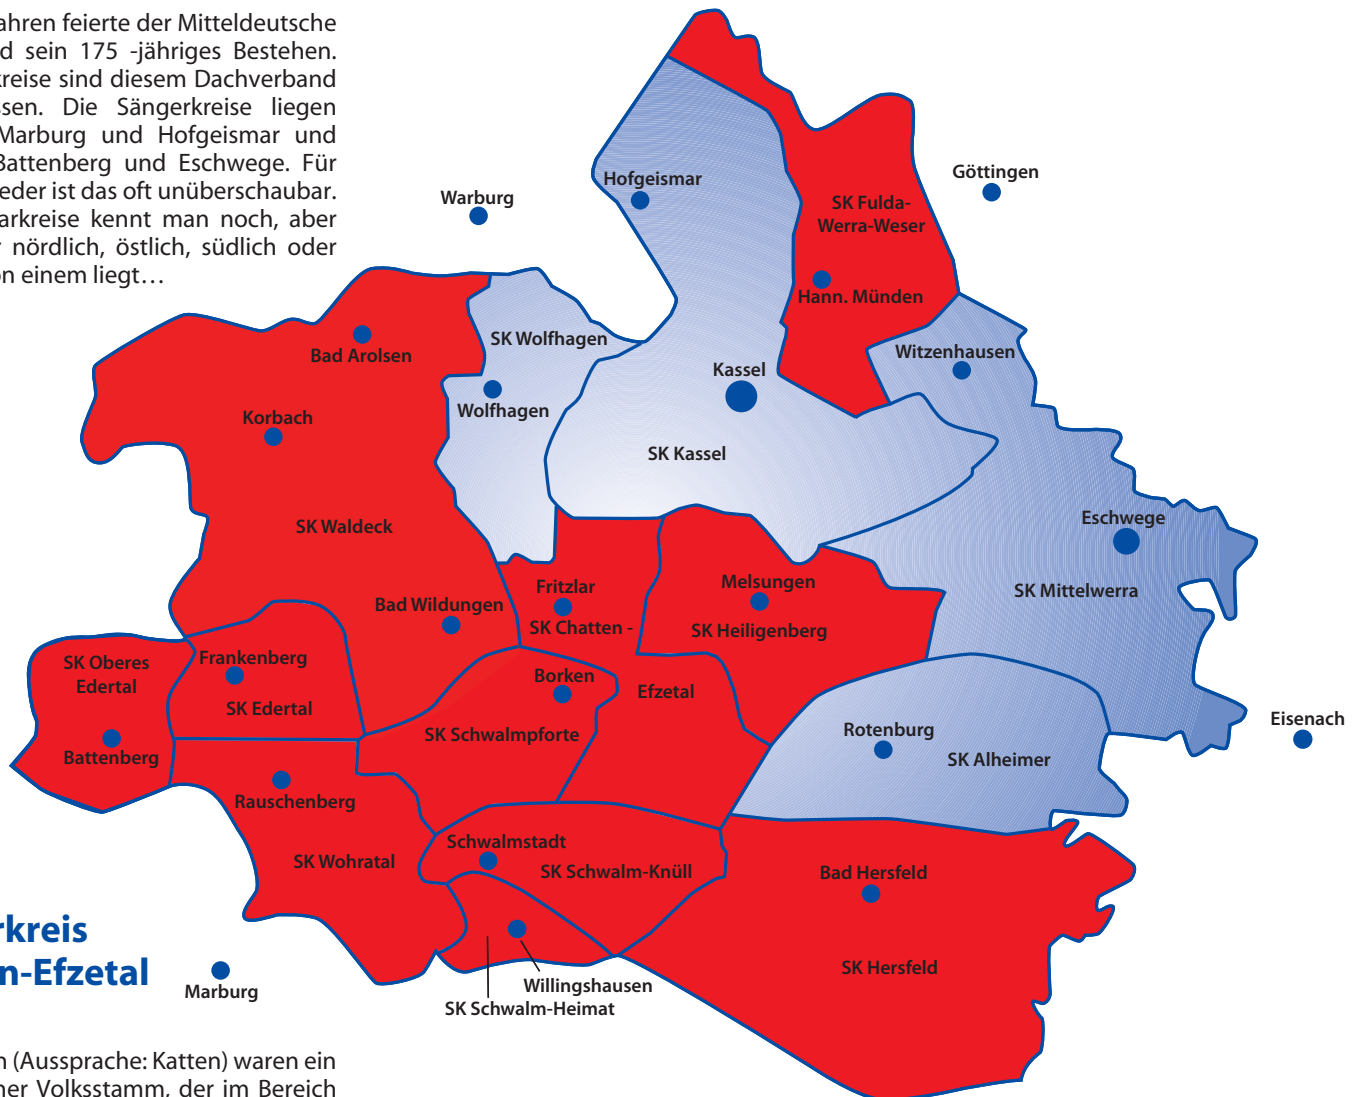 ahren feierte der Mitteldeutsche
d sein 175 -jähriges Bestehen.
kreise sind diesem Dachverband
ssen. Die Sängerkreise liegen
Marburg und Hofgeismar und
Battenberg und Eschwege. Für
eder ist das oft unüberschaubar.
arkreise kennt man noch, aber
r nördlich, östlich, südlich oder
on einem liegt…
Göttingen
Hofgeismar
Warburg
SK Fulda-
Werra-Weser
Hann. Münden
SK Wolfhagen
Bad Arolsen
Witzenhausen
Kassel
Wolfhagen
Korbach
SK Kassel
Eschwege
SK Waldeck
Melsungen
Fritzlar
SK Mittelwerra
Bad Wildungen
SK Chatten -
SK Heiligenberg
Frankenberg
SK Oberes
Edertal
Borken
Efzetal
SK Edertal
Eisenach
Rotenburg
SK Schwalmpforte
Battenberg
SK Alheimer
Rauschenberg
Schwalmstadt
SK Wohratal
SK Schwalm-Knüll
Bad Hersfeld
rkreis
n-Efzetal
SK Hersfeld
Marburg
Willingshausen
SK Schwalm-Heimat
n (Aussprache: Katten) waren ein
her Volksstamm, der im Bereich